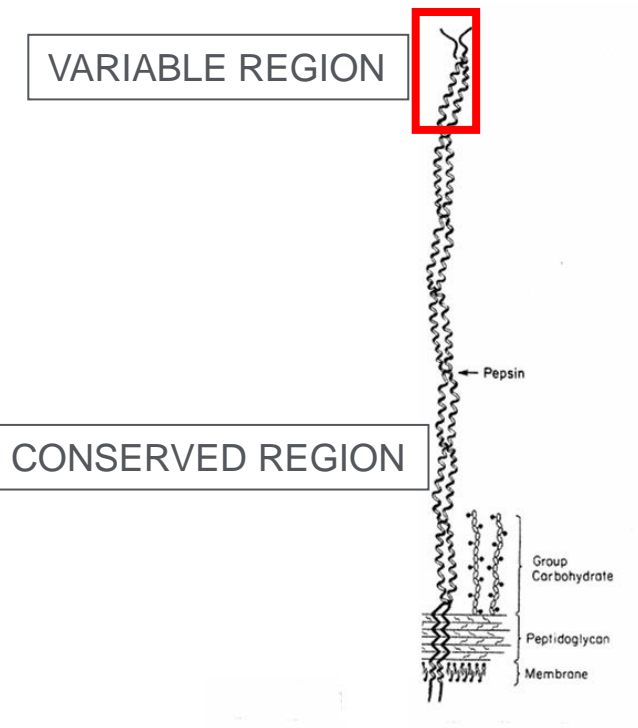 VARIABLE REGION
Pepsin
CONSERVED REGION
Group
Carbohydrate
Peptidoglycan
Membrane